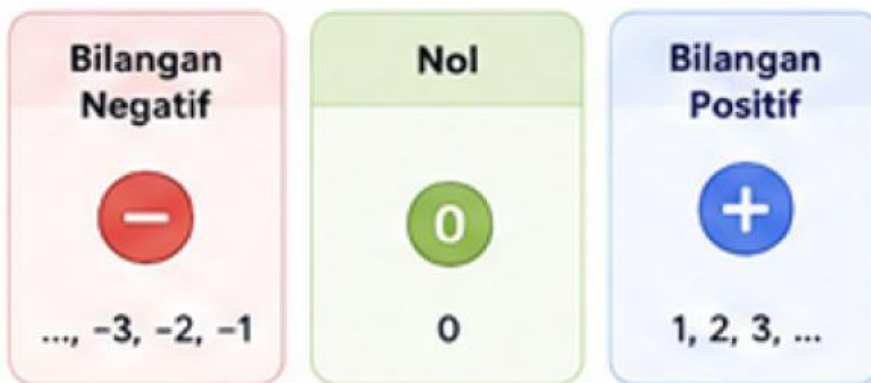 Bilangan
Negatif
−
..., −3, −2, −1
Nol
0
0
Bilangan
Positif
+
1, 2, 3, ...